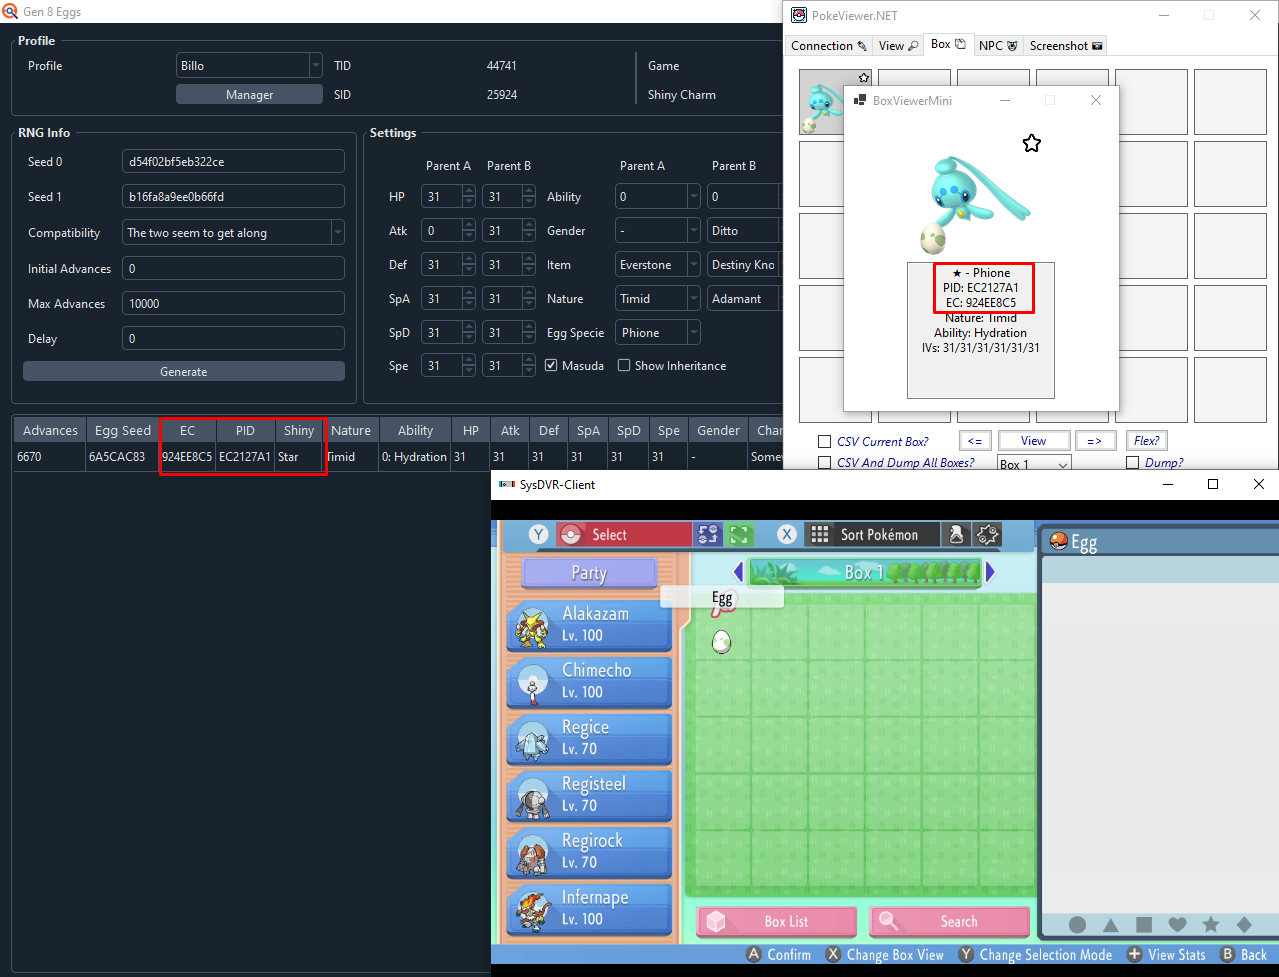 Gen 8 Eggs
Profile
Profile
Billo
TID
44741
Game
Manager
SID
25924
Shiny Charm
RNG Info
Seed 0
d54f02bf5eb322ce
Seed 1
b16fa8a9ee0b66fd
Compatibility
The two seem to get along
Initial Advances
0
Max Advances
10000
Delay
0
Generate
Settings
Parent A Parent B Parent A Parent B
HP 31 31 Ability 0 0
Atk 0 31 Gender - Ditto
Def 31 31 Item Everstone Destiny Kno
SpA 31 31 Nature Timid Adamant
SpD 31 31 Egg Specie Phione
Spe 31 31 Masuda Show Inheritance
Advances Egg Seed EC PID Shiny Nature Ability HP Atk Def SpA SpD Spe Gender Char
6670 6A5CAC83 924EE8C5 EC2127A1 Star Timid 0: Hydration 31 31 31 31 31 31 - Some
PokeViewer.NET
Connection View Box NPC Screenshot
BoxViewerMini
★ - Phione
PID: EC2127A1
EC: 924EE8C5
Nature: Timid
Ability: Hydration
IVs: 31/31/31/31/31/31
CSV Current Box?
<= View => Flex?
CSV And Dump All Boxes?
Box 1
Dump?
SysDVR-Client
Y Select X Sort Pokémon
Party
Box 1
Egg
Alakazam
Lv. 100
Chimecho
Lv. 100
Regice
Lv. 70
Registeel
Lv. 70
Regirock
Lv. 70
Infernape
Lv. 100
Box List
Search
Egg
A Confirm X Change Box View Y Change Selection Mode + View Stats B Back